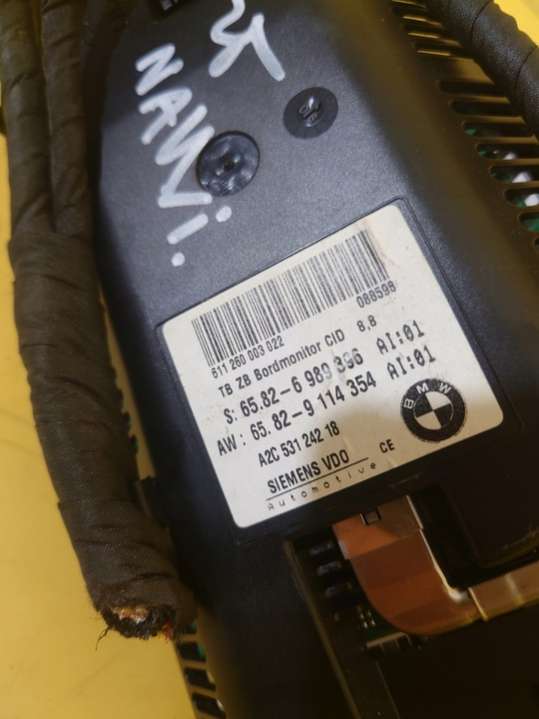 NAWi.
088598
611 260 003 022
TB ZB Bordmonitor CID 8.8
S: 65.82-6 989 396 AI:01
AW: 65.82-9 114 354 AI:01
A2C 531 242 18
SIEMENS VDO CE
Automotive
BMW